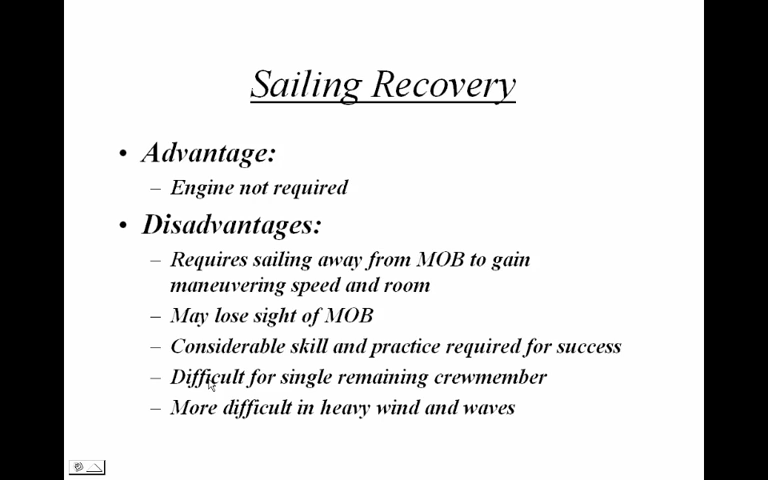 Sailing Recovery
• Advantage:
– Engine not required
• Disadvantages:
– Requires sailing away from MOB to gain
maneuvering speed and room
– May lose sight of MOB
– Considerable skill and practice required for success
– Difficult for single remaining crewmember
– More difficult in heavy wind and waves